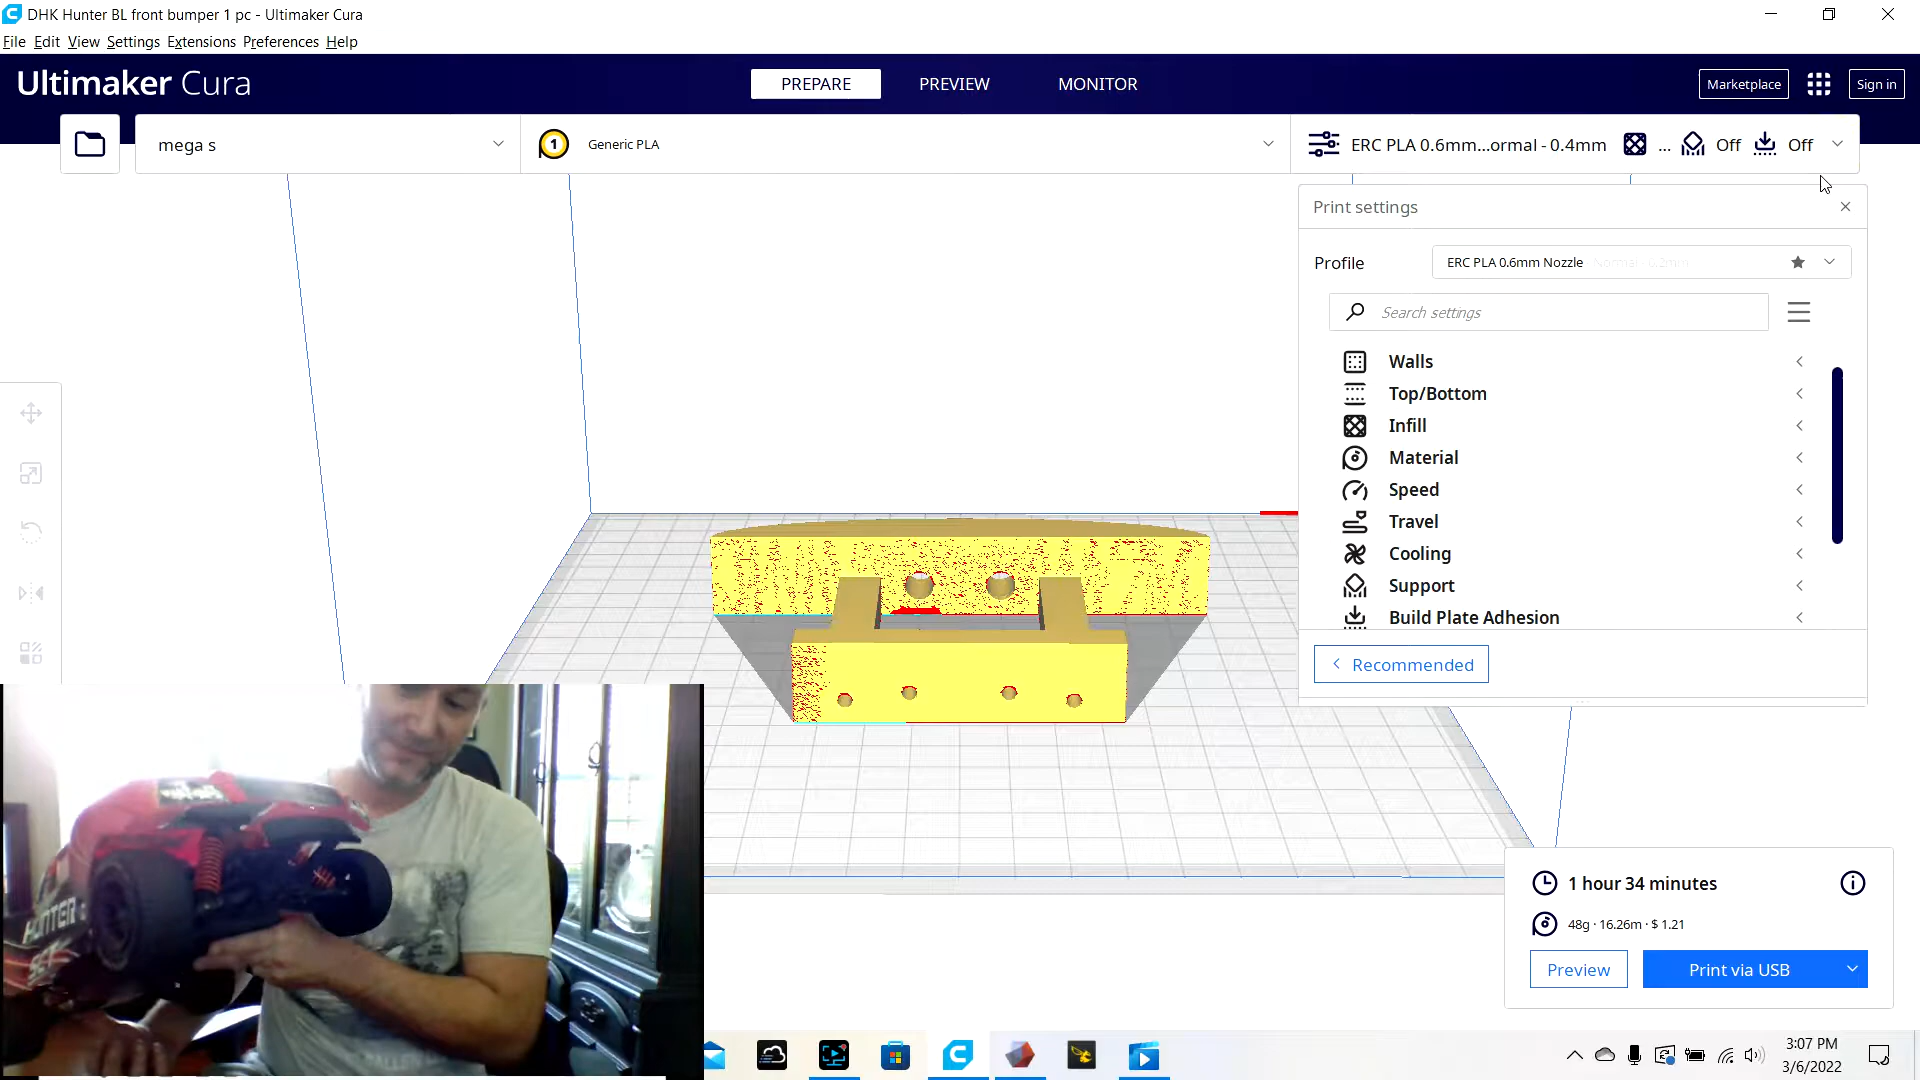 DHK Hunter BL front bumper 1 pc - Ultimaker Cura
File Edit View Settings Extensions Preferences Help
Ultimaker Cura
PREPARE PREVIEW MONITOR
Marketplace
Sign in
mega s
1 Generic PLA
ERC PLA 0.6mm...ormal - 0.4mm ... Off Off
Print settings
Profile
ERC PLA 0.6mm Nozzle Normal - 0.2mm
Search settings
Walls
Top/Bottom
Infill
Material
Speed
Travel
Cooling
Support
Build Plate Adhesion
Recommended
HUNTER
1 hour 34 minutes
48g · 16.26m · $ 1.21
Preview
Print via USB
3:07 PM
3/6/2022